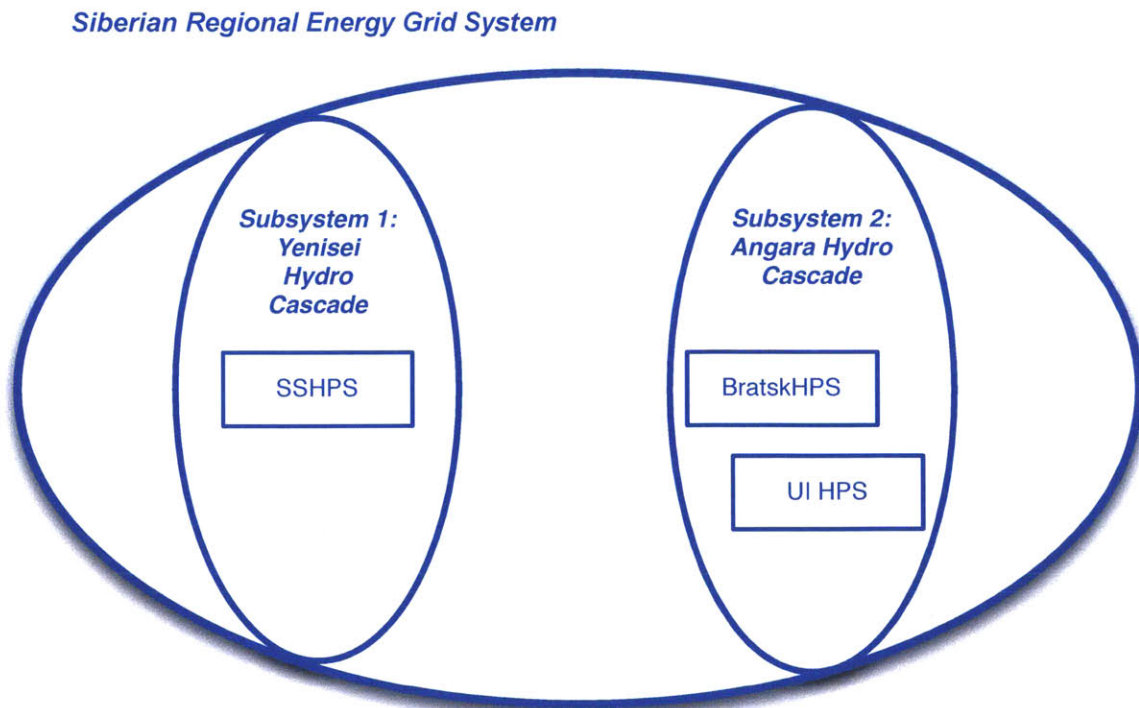 Siberian Regional Energy Grid System
Subsystem 1:
Yenisei
Hydro
Cascade
SSHPS
Subsystem 2:
Angara Hydro
Cascade
BratskHPS
UI HPS